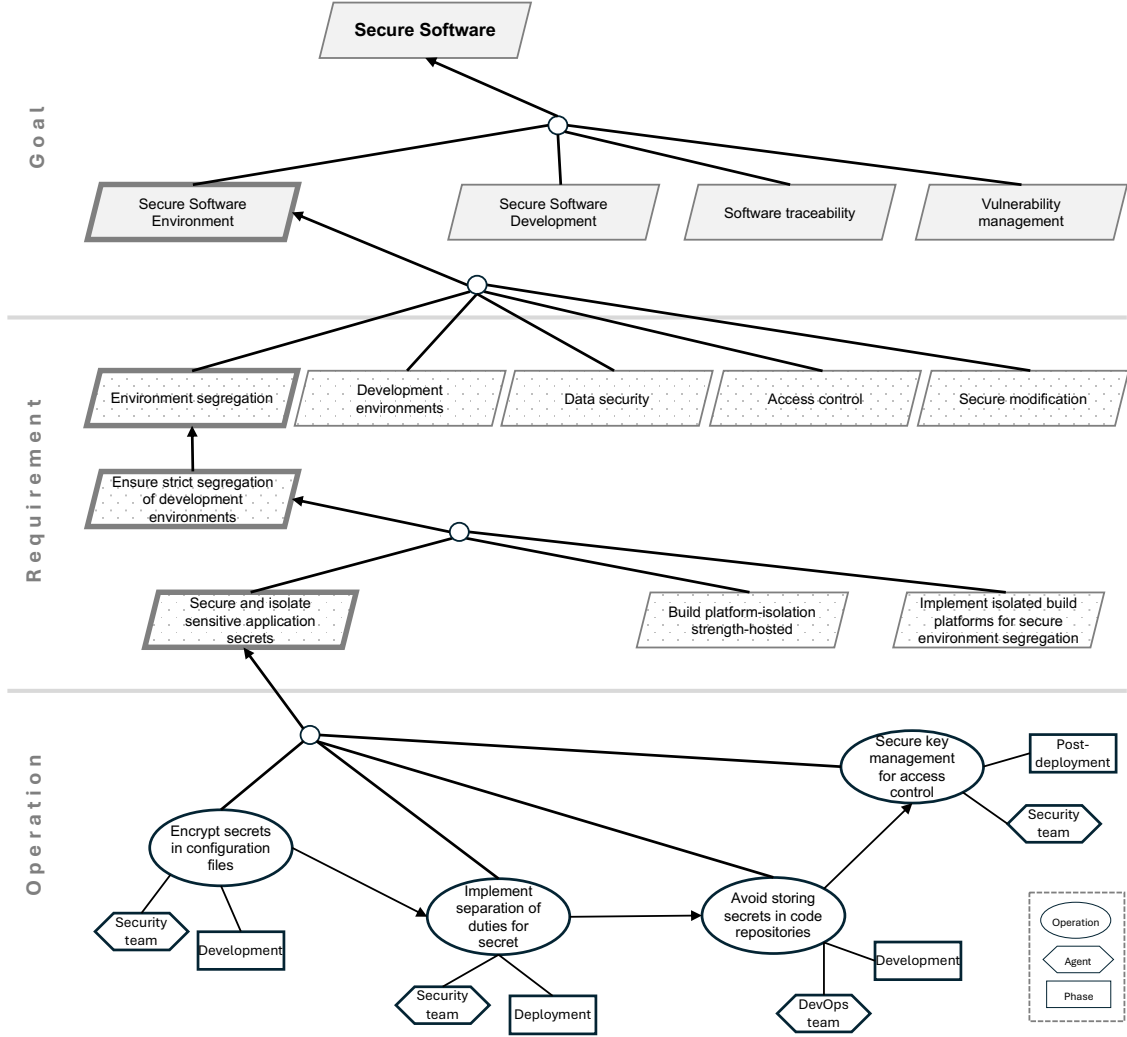 Secure Software
Goal
Secure Software
Environment
Secure Software
Development
Software traceability
Vulnerability
management
Requirement
Environment segregation
Development
environments
Data security
Access control
Secure modification
Ensure strict segregation
of development
environments
Secure and isolate
sensitive application
secrets
Build platform-isolation
strength-hosted
Implement isolated build
platforms for secure
environment segregation
Operation
Secure key
management
for access
control
Post-
deployment
Security
team
Encrypt secrets
in configuration
files
Security
team
Development
Implement
separation of
duties for
secret
Security
team
Deployment
Avoid storing
secrets in code
repositories
Development
DevOps
team
Operation
Agent
Phase